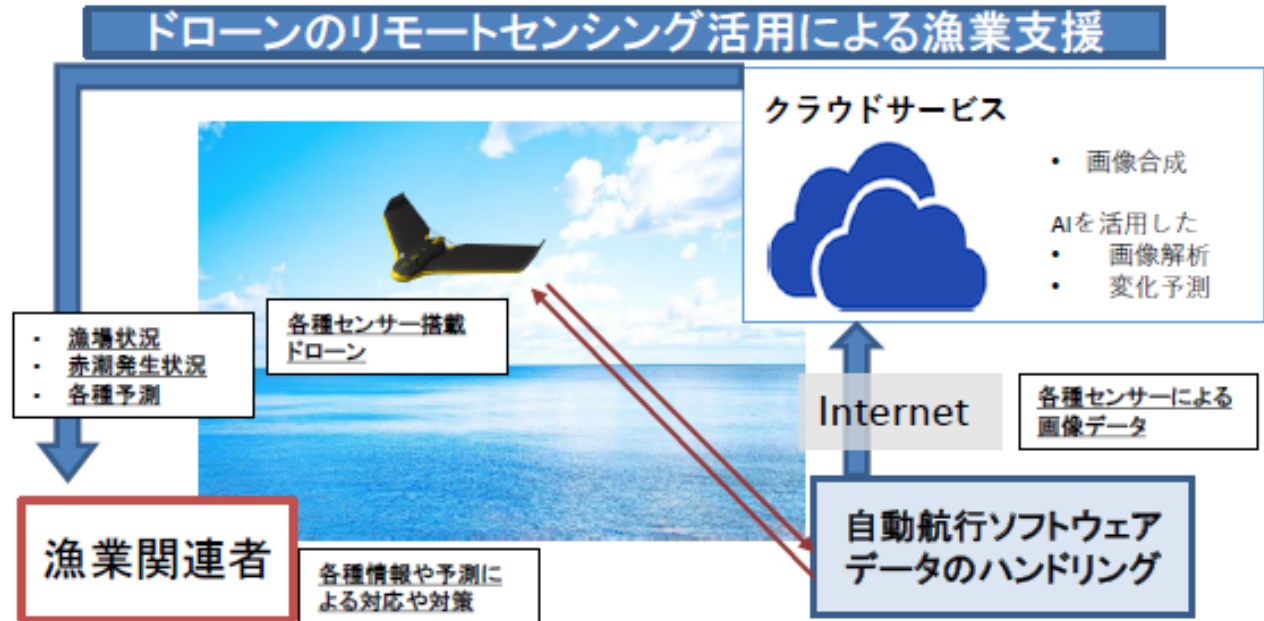 ドローンのリモートセンシング活用による漁業支援
クラウドサービス
• 画像合成
AIを活用した
• 画像解析
• 変化予測
各種センサー搭載
ドローン
• 漁場状況
• 赤潮発生状況
• 各種予測
Internet
各種センサーによる
画像データ
自動航行ソフトウェア
データのハンドリング
漁業関連者
各種情報や予測に
よる対応や対策